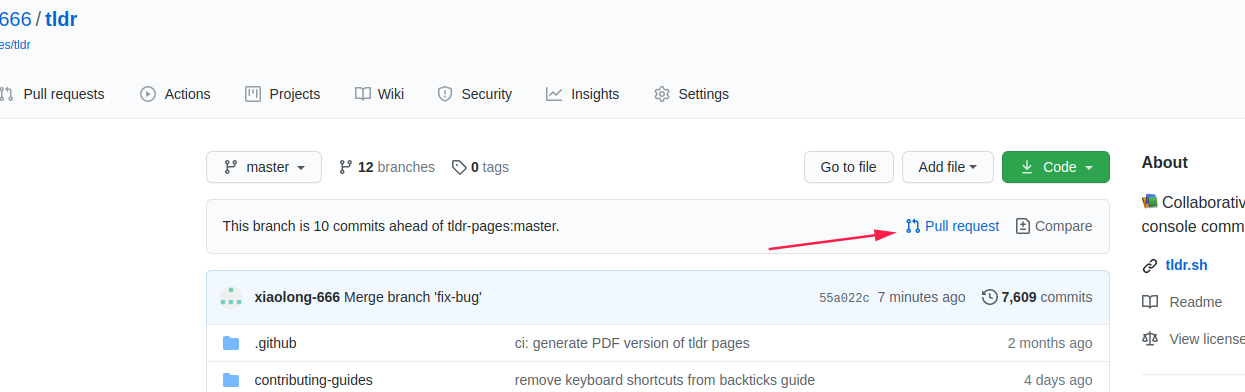 666 / tldr
es/tldr
Pull requests Actions Projects Wiki Security Insights Settings
master 12 branches 0 tags Go to file Add file Code About
This branch is 10 commits ahead of tldr-pages:master. Pull request Compare
Collaborativ
console comm
tldr.sh
xiaolong-666 Merge branch 'fix-bug' 55a022c 7 minutes ago 7,609 commits
Readme
.github ci: generate PDF version of tldr pages 2 months ago
View license
contributing-guides remove keyboard shortcuts from backticks guide 4 days ago